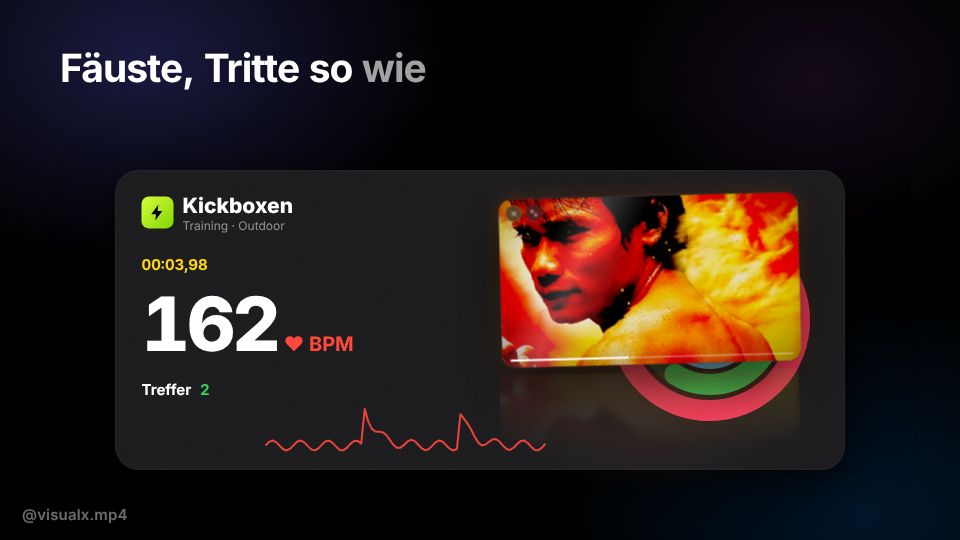 Fäuste, Tritte so wie
Kickboxen
Training · Outdoor
00:03,98
162 BPM
Treffer 2
@visualx.mp4